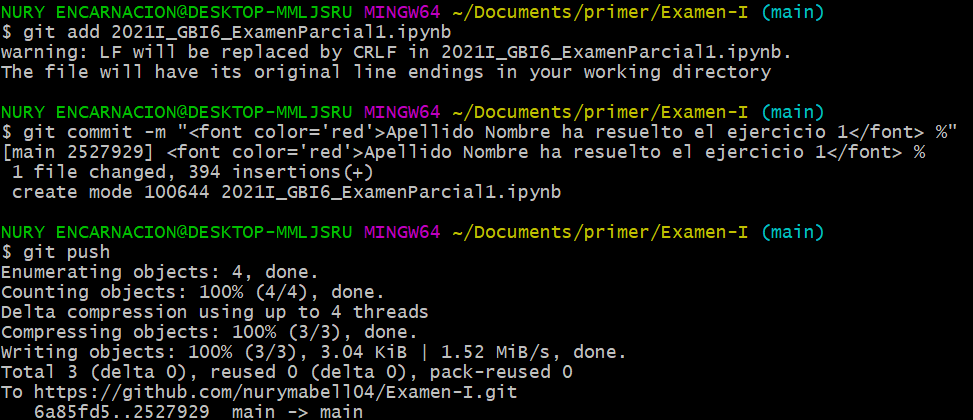 NURY ENCARNACION@DESKTOP-MMLJSRU MINGW64 ~/Documents/primer/Examen-I (main)
$ git add 2021I_GBI6_ExamenParcial1.ipynb
warning: LF will be replaced by CRLF in 2021I_GBI6_ExamenParcial1.ipynb.
The file will have its original line endings in your working directory
NURY ENCARNACION@DESKTOP-MMLJSRU MINGW64 ~/Documents/primer/Examen-I (main)
$ git commit -m "<font color='red'>Apellido Nombre ha resuelto el ejercicio 1</font> %"
[main 2527929] <font color='red'>Apellido Nombre ha resuelto el ejercicio 1</font> %
 1 file changed, 394 insertions(+)
 create mode 100644 2021I_GBI6_ExamenParcial1.ipynb
NURY ENCARNACION@DESKTOP-MMLJSRU MINGW64 ~/Documents/primer/Examen-I (main)
$ git push
Enumerating objects: 4, done.
Counting objects: 100% (4/4), done.
Delta compression using up to 4 threads
Compressing objects: 100% (3/3), done.
Writing objects: 100% (3/3), 3.04 KiB | 1.52 MiB/s, done.
Total 3 (delta 0), reused 0 (delta 0), pack-reused 0
To https://github.com/nurymabell04/Examen-I.git
   6a85fd5..2527929  main -> main